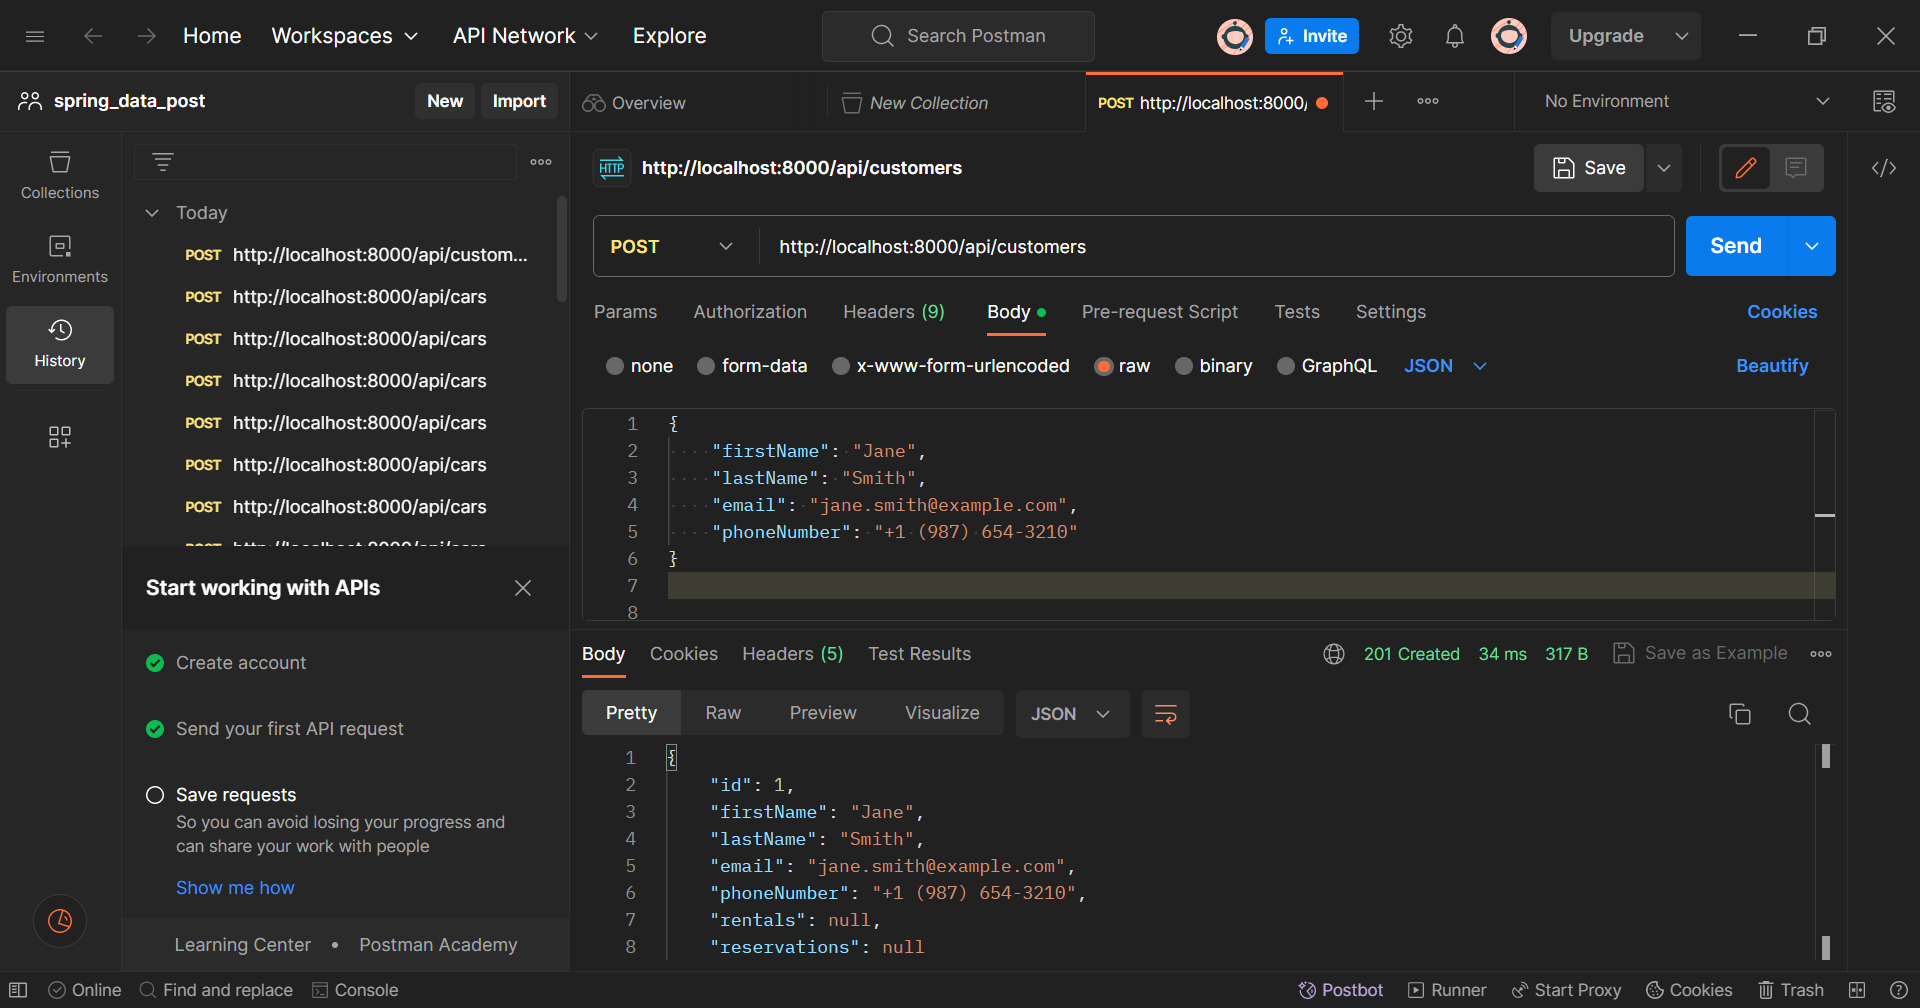 Home Workspaces API Network Explore Search Postman Invite Upgrade
spring_data_post New Import
Overview New Collection POST http://localhost:8000/ No Environment
Collections
Environments
History
Today
POST http://localhost:8000/api/custom...
POST http://localhost:8000/api/cars
POST http://localhost:8000/api/cars
POST http://localhost:8000/api/cars
POST http://localhost:8000/api/cars
POST http://localhost:8000/api/cars
POST http://localhost:8000/api/cars
POST http://localhost:8000/api/cars
Start working with APIs
Create account
Send your first API request
Save requests
So you can avoid losing your progress and
can share your work with people
Show me how
Learning Center • Postman Academy
HTTP http://localhost:8000/api/customers Save
POST http://localhost:8000/api/customers Send
Params Authorization Headers (9) Body Pre-request Script Tests Settings Cookies
none form-data x-www-form-urlencoded raw binary GraphQL JSON Beautify
1 {
2 "firstName": "Jane",
3 "lastName": "Smith",
4 "email": "jane.smith@example.com",
5 "phoneNumber": "+1 (987) 654-3210"
6 }
7
8
Body Cookies Headers (5) Test Results 201 Created 34 ms 317 B Save as Example
Pretty Raw Preview Visualize JSON
1 {
2 "id": 1,
3 "firstName": "Jane",
4 "lastName": "Smith",
5 "email": "jane.smith@example.com",
6 "phoneNumber": "+1 (987) 654-3210",
7 "rentals": null,
8 "reservations": null
Online Find and replace Console Postbot Runner Start Proxy Cookies Trash